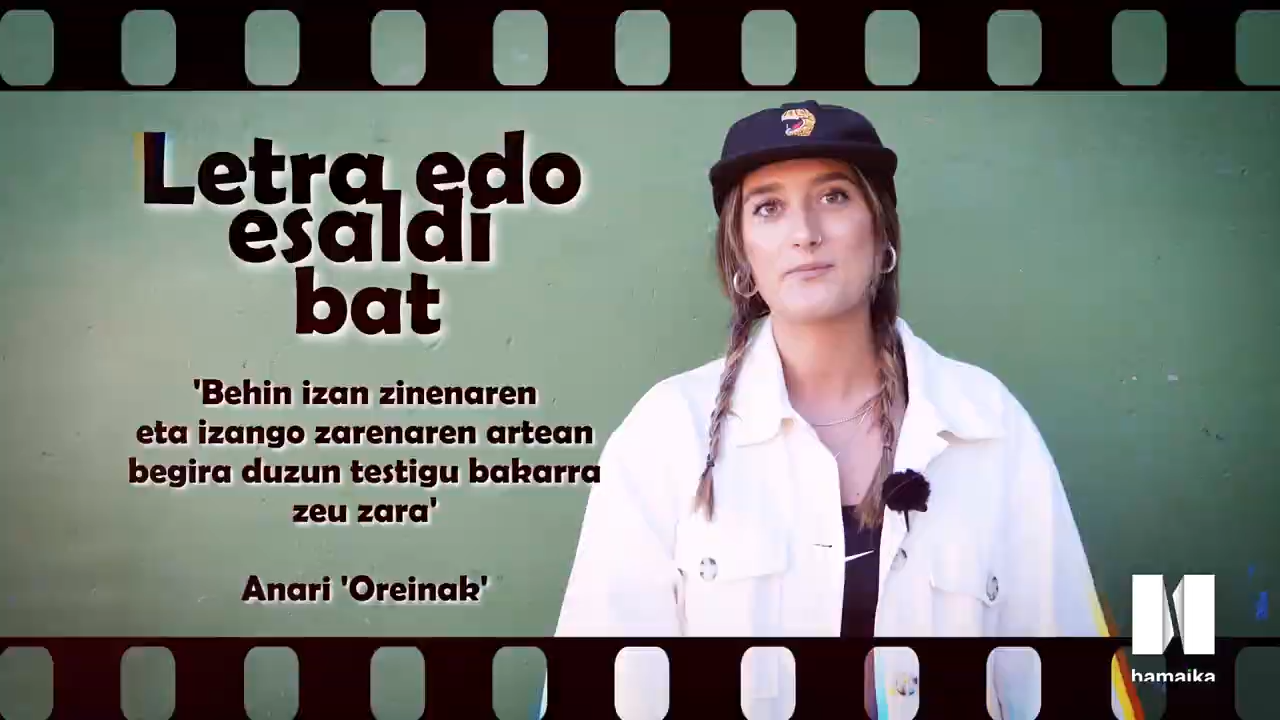 Letra edo
esaldi
bat
'Behin izan zinenaren
eta izango zarenaren artean
begira duzun testigu bakarra
zeu zara'
Anari 'Oreinak'
hamaika